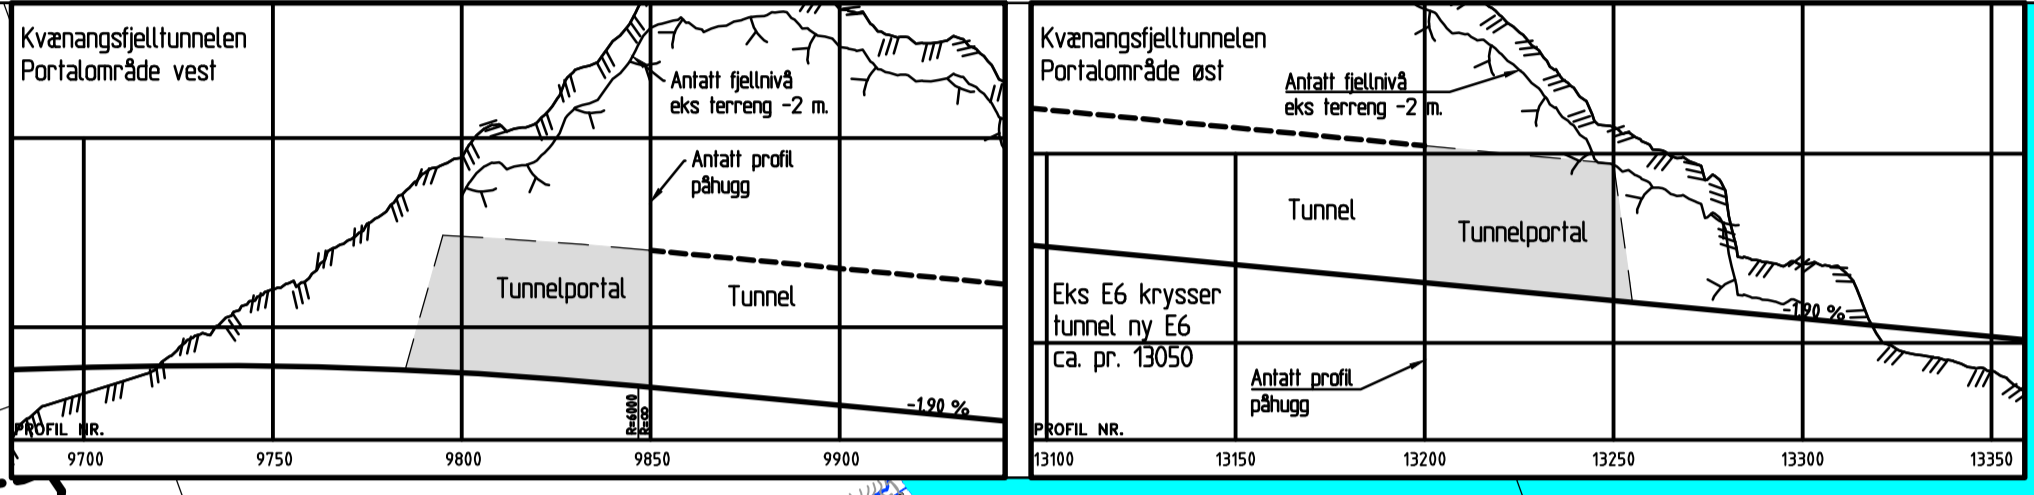 Kvænangsfjelltunnelen
Portalområde vest
Antatt fjellnivå
eks terreng -2 m.
Antatt profil
påhugg
Tunnelportal
Tunnel
-1.90 %
R=6000
R=∞
PROFIL NR.
9700 9750 9800 9850 9900
Kvænangsfjelltunnelen
Portalområde øst
Antatt fjellnivå
eks terreng -2 m.
Tunnel
Tunnelportal
Eks E6 krysser
tunnel ny E6
ca. pr. 13050
-1.90 %
Antatt profil
påhugg
PROFIL NR.
13100 13150 13200 13250 13300 13350